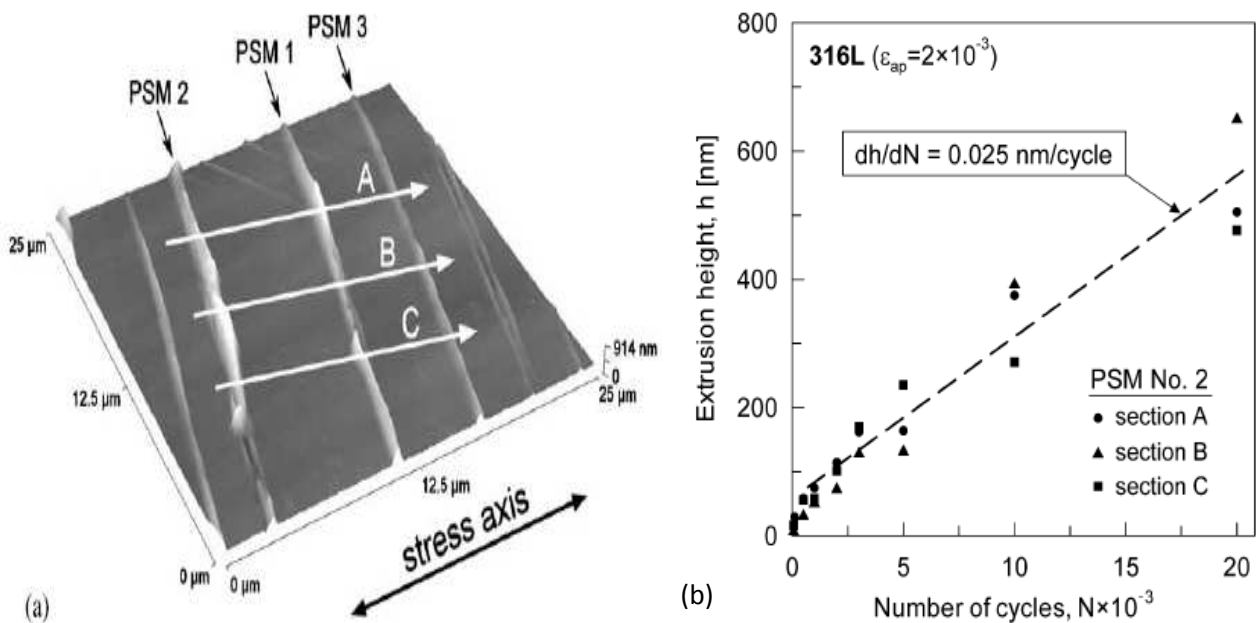 PSM 3
PSM 1
PSM 2
A
B
C
25 µm
12.5 µm
0 µm
0 µm
12.5 µm
25 µm
914 nm
0
stress axis
(a)
800
600
400
200
0
Extrusion height, h [nm]
316L (εap=2×10⁻³)
dh/dN = 0.025 nm/cycle
PSM No. 2
section A
section B
section C
0 5 10 15 20
Number of cycles, N×10⁻³
(b)